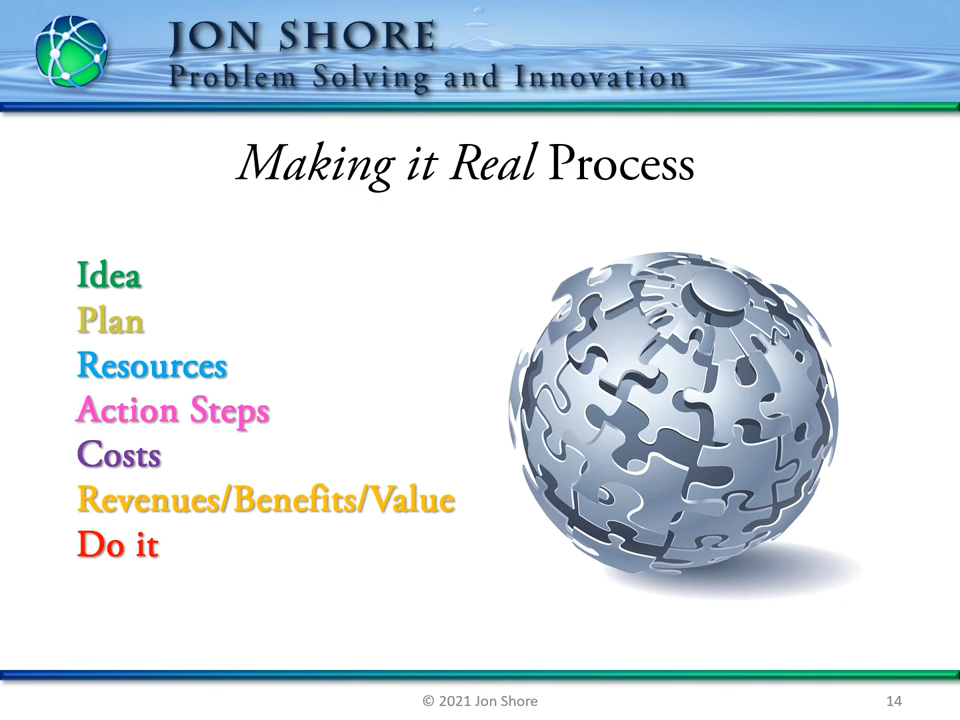 JON SHORE
Problem Solving and Innovation
Making it Real Process
Idea
Plan
Resources
Action Steps
Costs
Revenues/Benefits/Value
Do it
© 2021 Jon Shore
14